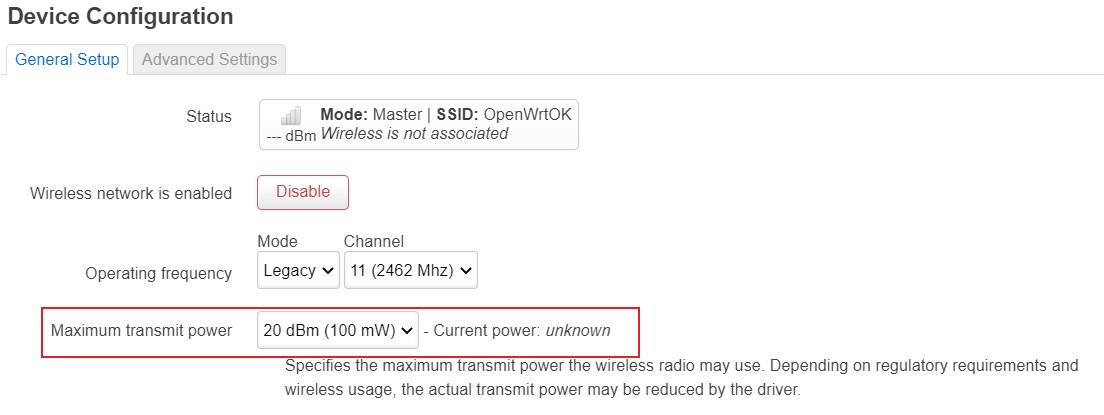 Device Configuration
General Setup Advanced Settings
Status
Mode: Master | SSID: OpenWrtOK
--- dBm Wireless is not associated
Wireless network is enabled Disable
Mode Channel
Operating frequency Legacy 11 (2462 Mhz)
Maximum transmit power 20 dBm (100 mW) - Current power: unknown
Specifies the maximum transmit power the wireless radio may use. Depending on regulatory requirements and
wireless usage, the actual transmit power may be reduced by the driver.